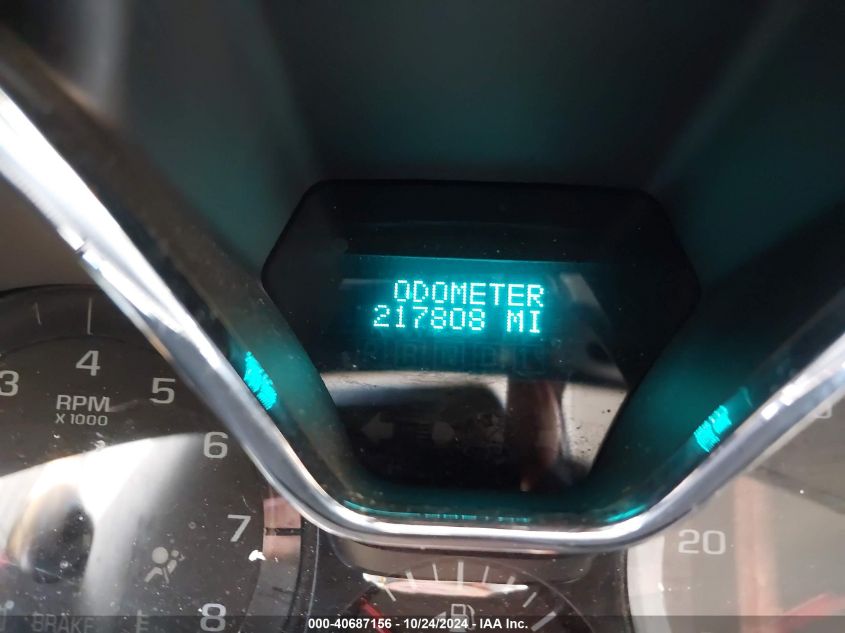 ODOMETER
217808 MI
3
4
5
RPM
X1000
6
7
8
20
BRAKE
000-40687156 - 10/24/2024 - IAA Inc.